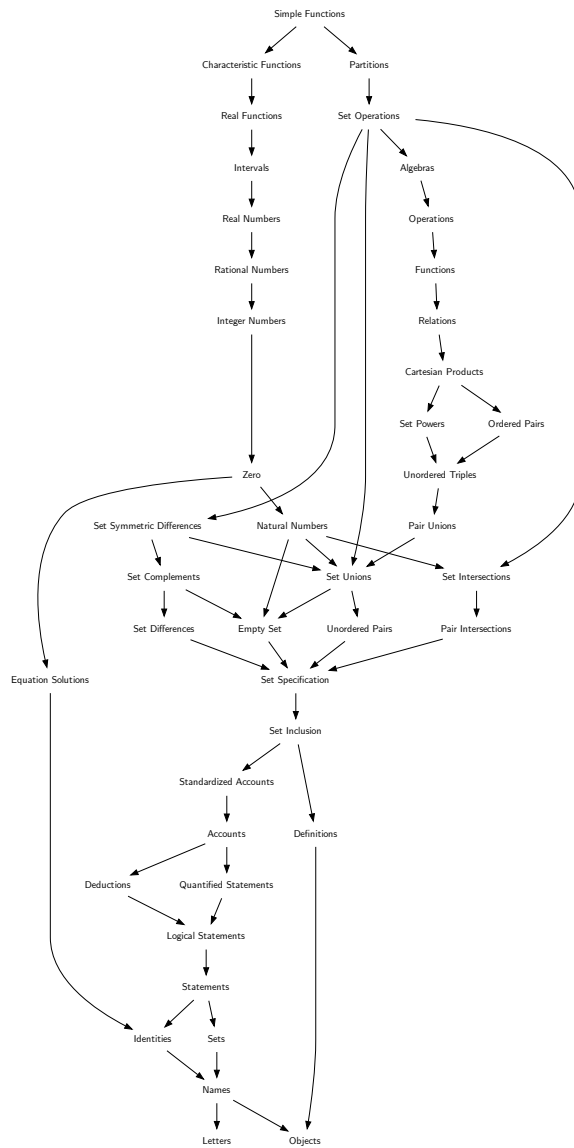 Simple Functions
Characteristic Functions
Partitions
Real Functions
Set Operations
Intervals
Algebras
Real Numbers
Operations
Rational Numbers
Functions
Integer Numbers
Relations
Cartesian Products
Set Powers
Ordered Pairs
Zero
Unordered Triples
Set Symmetric Differences
Natural Numbers
Pair Unions
Set Complements
Set Unions
Set Intersections
Set Differences
Empty Set
Unordered Pairs
Pair Intersections
Equation Solutions
Set Specification
Set Inclusion
Standardized Accounts
Accounts
Definitions
Deductions
Quantified Statements
Logical Statements
Statements
Identities
Sets
Names
Letters
Objects